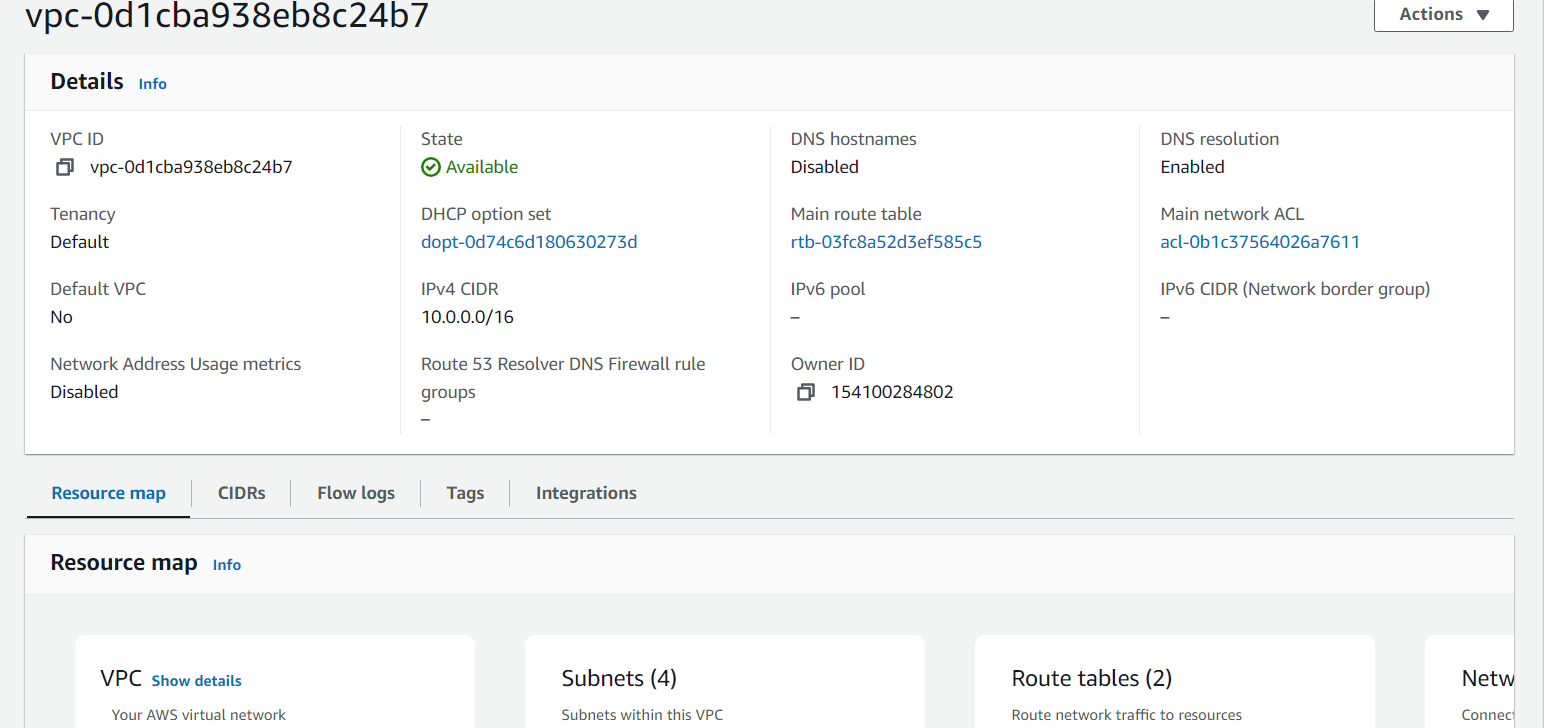 vpc-0d1cba938eb8c24b7
Actions
Details Info
VPC ID
vpc-0d1cba938eb8c24b7
State
Available
DNS hostnames
Disabled
DNS resolution
Enabled
Tenancy
Default
DHCP option set
dopt-0d74c6d180630273d
Main route table
rtb-03fc8a52d3ef585c5
Main network ACL
acl-0b1c37564026a7611
Default VPC
No
IPv4 CIDR
10.0.0.0/16
IPv6 pool
–
IPv6 CIDR (Network border group)
–
Network Address Usage metrics
Disabled
Route 53 Resolver DNS Firewall rule
groups
–
Owner ID
154100284802
Resource map
CIDRs
Flow logs
Tags
Integrations
Resource map Info
VPC Show details
Your AWS virtual network
Subnets (4)
Subnets within this VPC
Route tables (2)
Route network traffic to resources
Netw
Connect